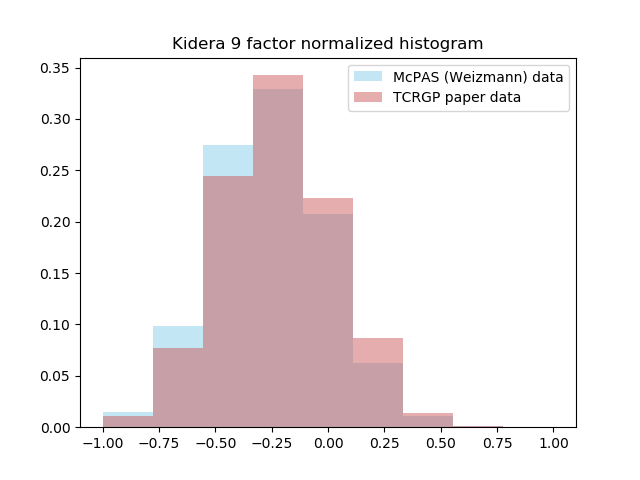 Kidera 9 factor normalized histogram
McPAS (Weizmann) data
TCRGP paper data
0.35
0.30
0.25
0.20
0.15
0.10
0.05
0.00
−1.00 −0.75 −0.50 −0.25 0.00 0.25 0.50 0.75 1.00